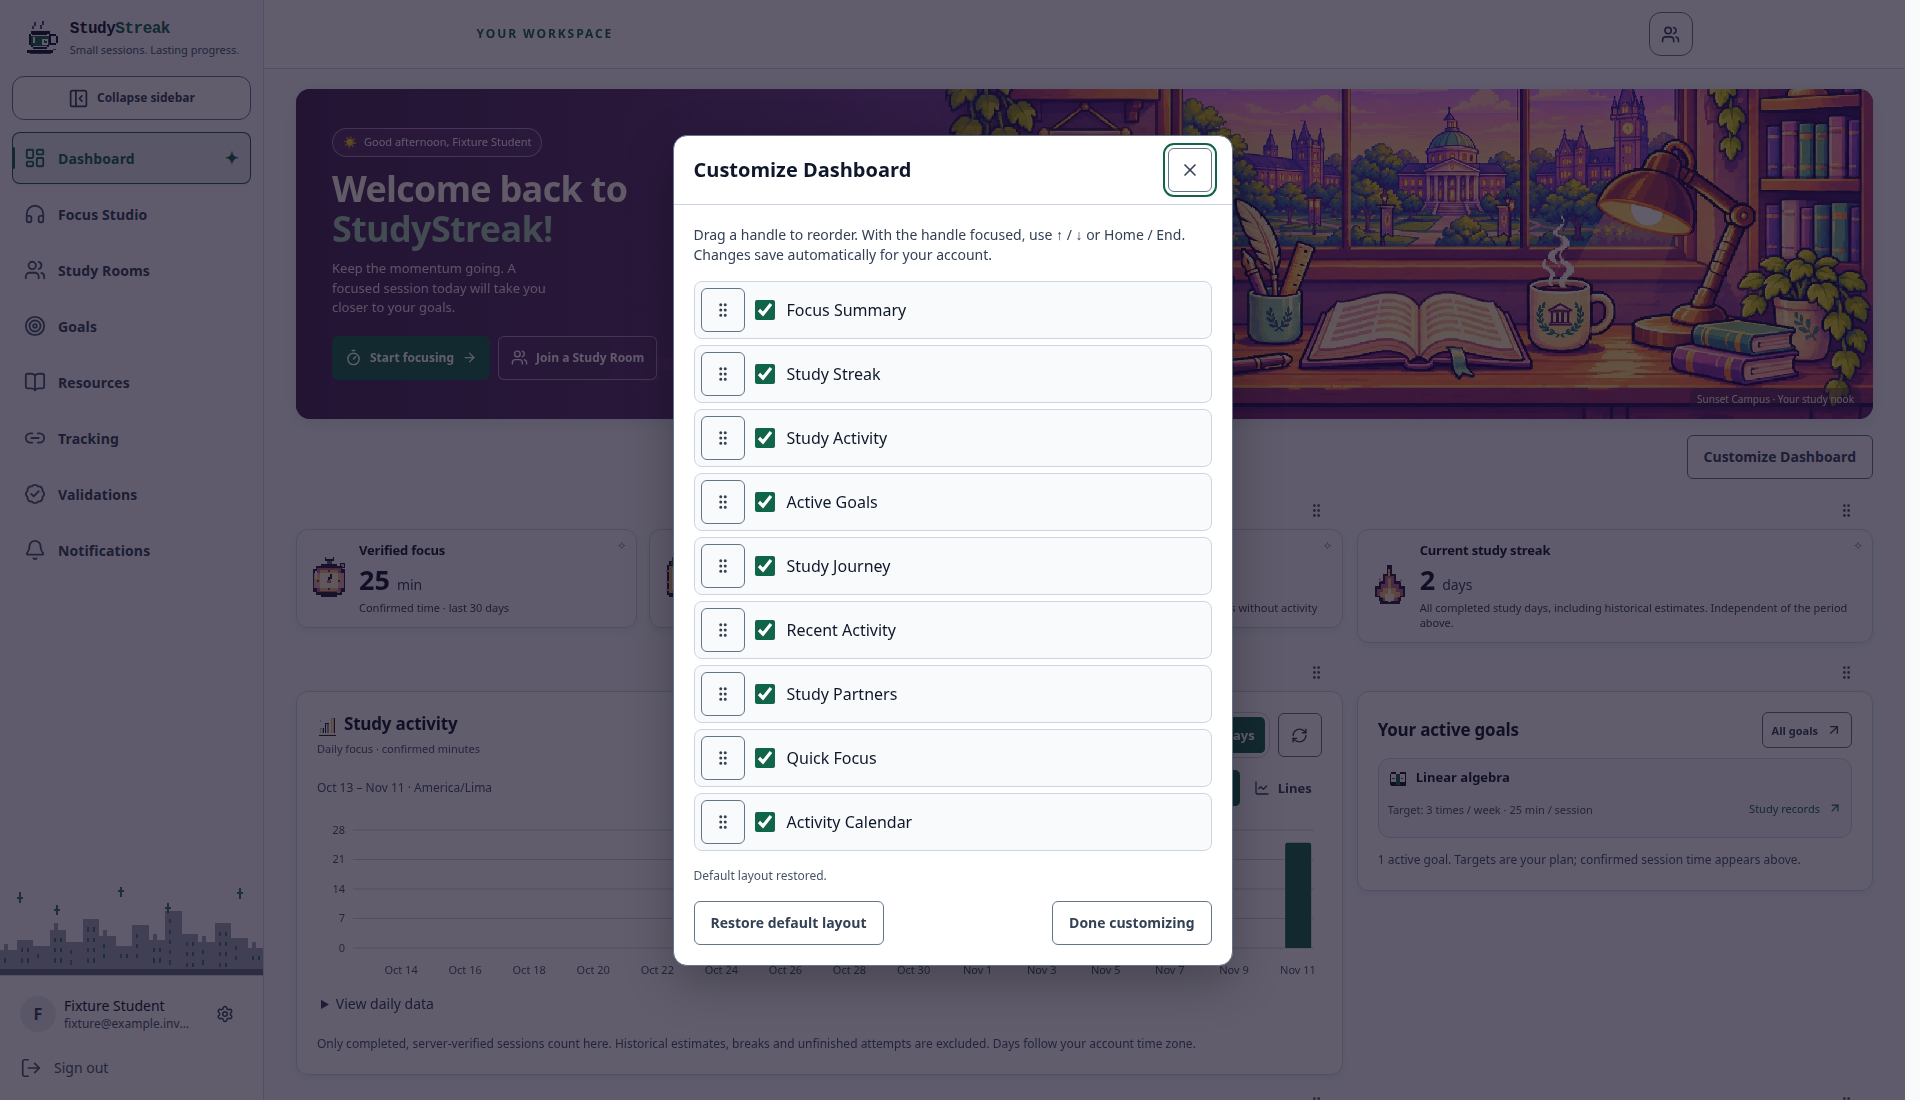 StudyStreak
Small sessions. Lasting progress.
Collapse sidebar
Dashboard
Focus Studio
Study Rooms
Goals
Resources
Tracking
Validations
Notifications
F
Fixture Student
fixture@example.inv...
Sign out
YOUR WORKSPACE
Good afternoon, Fixture Student
Welcome back to
StudyStreak!
Keep the momentum going. A
focused session today will take you
closer to your goals.
Start focusing →
Join a Study Room
Sunset Campus · Your study nook
Customize Dashboard
Verified focus
25 min
Confirmed time · last 30 days
without activity
Current study streak
2 days
All completed study days, including historical estimates. Independent of the period
above.
Study activity
Daily focus · confirmed minutes
Oct 13 – Nov 11 · America/Lima
Lines
28
21
14
7
0
Oct 14 Oct 16 Oct 18 Oct 20 Oct 22 Oct 24 Oct 26 Oct 28 Oct 30 Nov 1 Nov 3 Nov 5 Nov 7 Nov 9 Nov 11
▶ View daily data
Only completed, server-verified sessions count here. Historical estimates, breaks and unfinished attempts are excluded. Days follow your account time zone.
Your active goals
All goals
Linear algebra
Target: 3 times / week · 25 min / session
Study records
1 active goal. Targets are your plan; confirmed session time appears above.
Customize Dashboard
Drag a handle to reorder. With the handle focused, use ↑ / ↓ or Home / End.
Changes save automatically for your account.
Focus Summary
Study Streak
Study Activity
Active Goals
Study Journey
Recent Activity
Study Partners
Quick Focus
Activity Calendar
Default layout restored.
Restore default layout
Done customizing